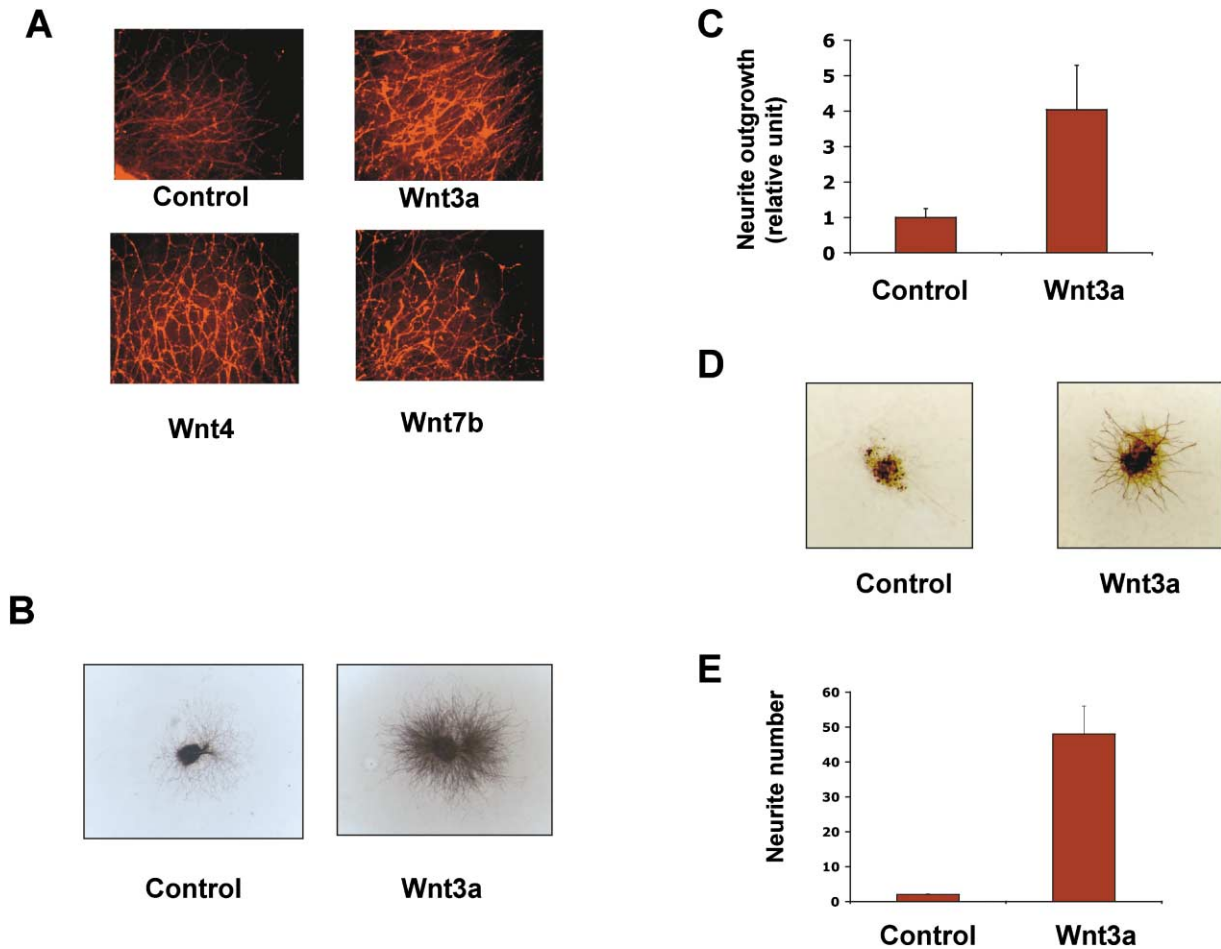 A
Control
Wnt3a
Wnt4
Wnt7b
B
Control
Wnt3a
C
Neurite outgrowth
(relative unit)
6
5
4
3
2
1
0
Control
Wnt3a
D
Control
Wnt3a
E
Neurite number
60
50
40
30
20
10
0
Control
Wnt3a